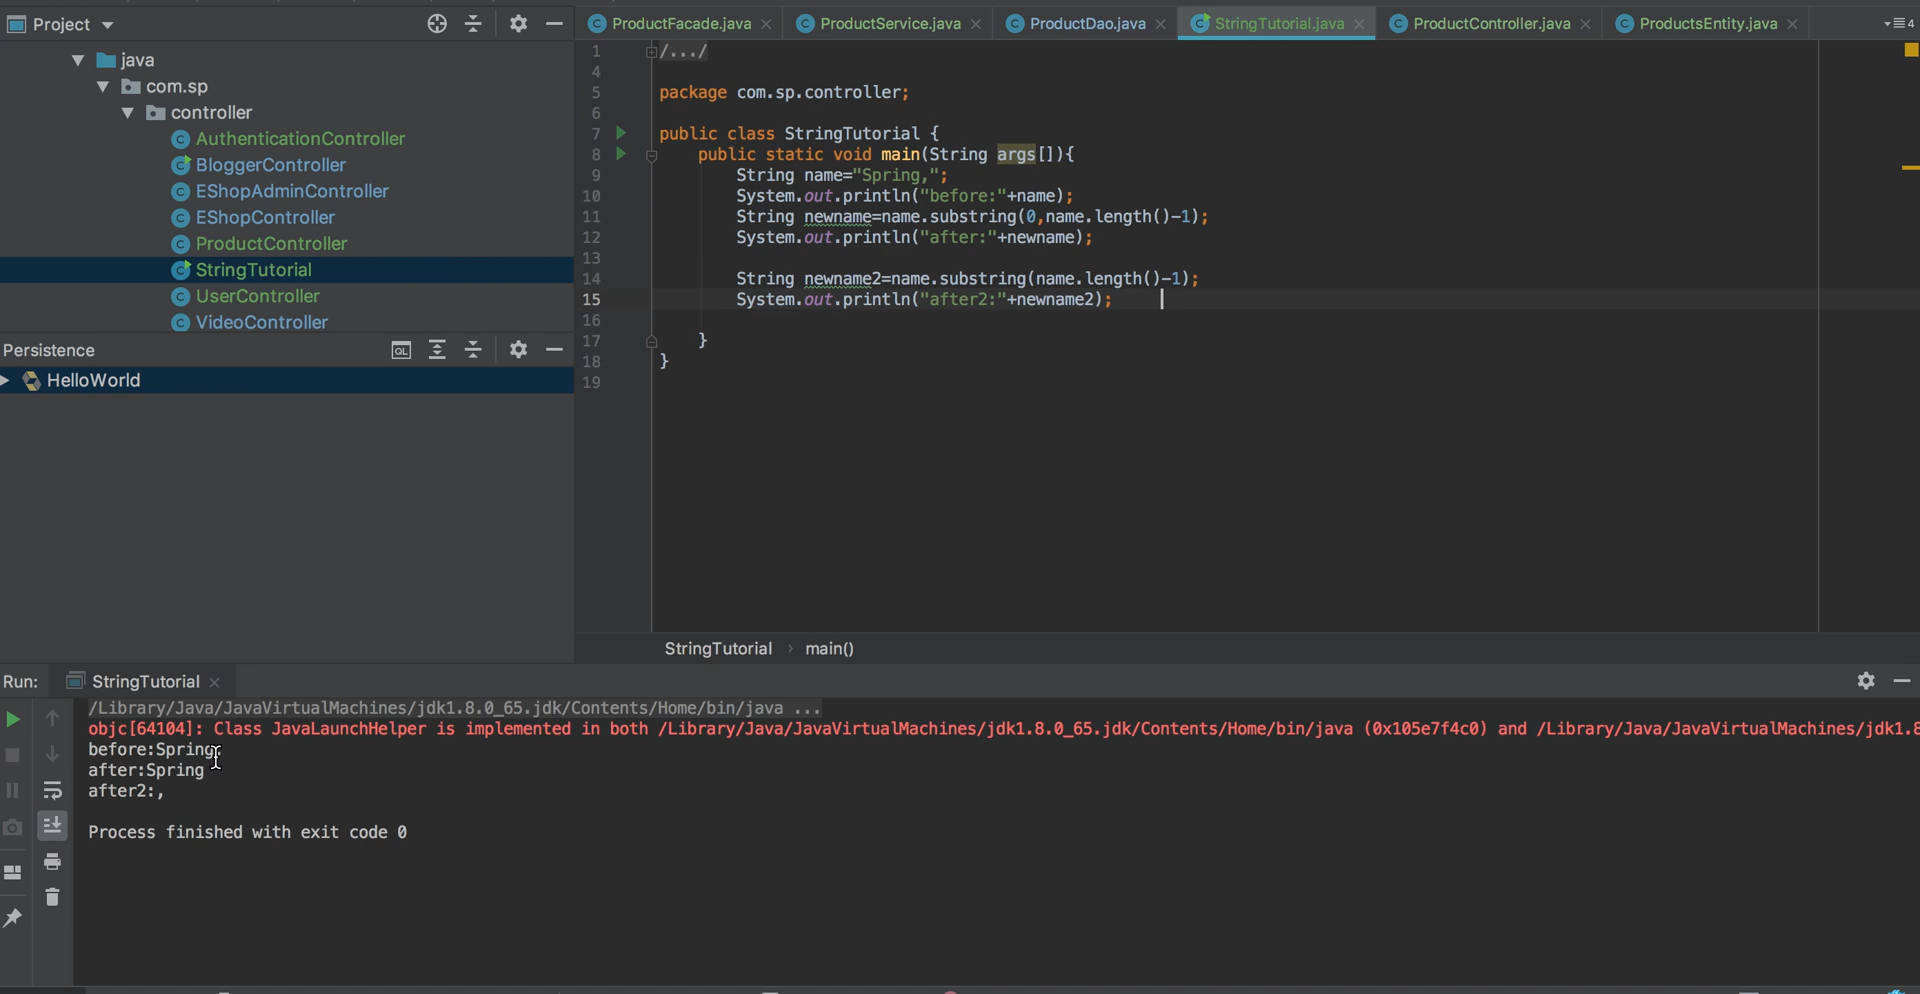 Project
ProductFacade.java
ProductService.java
ProductDao.java
StringTutorial.java
ProductController.java
ProductsEntity.java
4
java
com.sp
controller
AuthenticationController
BloggerController
EShopAdminController
EShopController
ProductController
StringTutorial
UserController
VideoController
Persistence
QL
HelloWorld
1 /.../
4
5 package com.sp.controller;
6
7 public class StringTutorial {
8 public static void main(String args[]){
9 String name="Spring,";
10 System.out.println("before:"+name);
11 String newname=name.substring(0,name.length()-1);
12 System.out.println("after:"+newname);
13
14 String newname2=name.substring(name.length()-1);
15 System.out.println("after2:"+newname2);
16
17 }
18 }
19
StringTutorial › main()
Run: StringTutorial
/Library/Java/JavaVirtualMachines/jdk1.8.0_65.jdk/Contents/Home/bin/java ...
objc[64104]: Class JavaLaunchHelper is implemented in both /Library/Java/JavaVirtualMachines/jdk1.8.0_65.jdk/Contents/Home/bin/java (0x105e7f4c0) and /Library/Java/JavaVirtualMachines/jdk1.8
before:Spring,
after:Spring
after2:,
Process finished with exit code 0